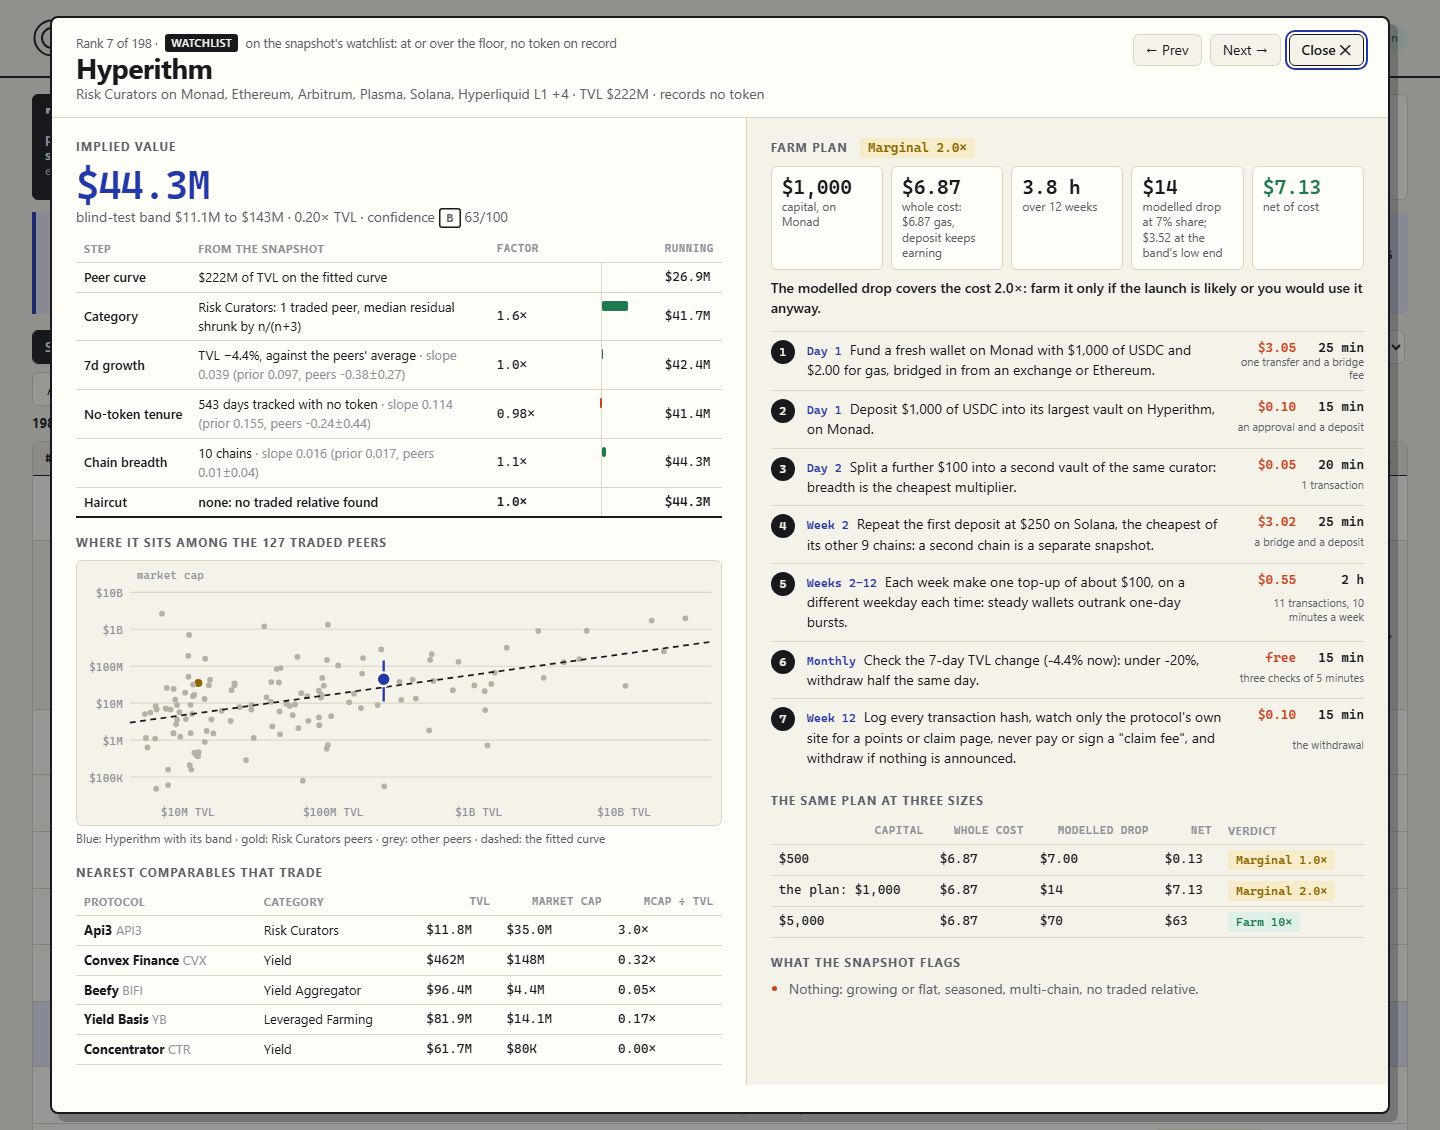 Rank 7 of 198 · WATCHLIST on the snapshot's watchlist: at or over the floor, no token on record
← Prev
Next →
Close ✕
Hyperithm
Risk Curators on Monad, Ethereum, Arbitrum, Plasma, Solana, Hyperliquid L1 +4 · TVL $222M · records no token
IMPLIED VALUE
$44.3M
blind-test band $11.1M to $143M · 0.20× TVL · confidence B 63/100
STEP FROM THE SNAPSHOT FACTOR RUNNING
Peer curve $222M of TVL on the fitted curve $26.9M
Category Risk Curators: 1 traded peer, median residual shrunk by n/(n+3) 1.6× $41.7M
7d growth TVL −4.4%, against the peers' average · slope 0.039 (prior 0.097, peers -0.38±0.27) 1.0× $42.4M
No-token tenure 543 days tracked with no token · slope 0.114 (prior 0.155, peers -0.24±0.44) 0.98× $41.4M
Chain breadth 10 chains · slope 0.016 (prior 0.017, peers 0.01±0.04) 1.1× $44.3M
Haircut none: no traded relative found 1.0× $44.3M
WHERE IT SITS AMONG THE 127 TRADED PEERS
market cap
$10B
$1B
$100M
$10M
$1M
$100K
$10M TVL $100M TVL $1B TVL $10B TVL
Blue: Hyperithm with its band · gold: Risk Curators peers · grey: other peers · dashed: the fitted curve
NEAREST COMPARABLES THAT TRADE
PROTOCOL CATEGORY TVL MARKET CAP MCAP ÷ TVL
Api3 API3 Risk Curators $11.8M $35.0M 3.0×
Convex Finance CVX Yield $462M $148M 0.32×
Beefy BIFI Yield Aggregator $96.4M $4.4M 0.05×
Yield Basis YB Leveraged Farming $81.9M $14.1M 0.17×
Concentrator CTR Yield $61.7M $80K 0.00×
FARM PLAN Marginal 2.0×
$1,000
capital, on
Monad
$6.87
whole cost:
$6.87 gas,
deposit keeps
earning
3.8 h
over 12 weeks
$14
modelled drop
at 7% share;
$3.52 at the
band's low end
$7.13
net of cost
The modelled drop covers the cost 2.0×: farm it only if the launch is likely or you would use it
anyway.
1 Day 1 Fund a fresh wallet on Monad with $1,000 of USDC and
$2.00 for gas, bridged in from an exchange or Ethereum.
$3.05 25 min
one transfer and a bridge
fee
2 Day 1 Deposit $1,000 of USDC into its largest vault on Hyperithm,
on Monad.
$0.10 15 min
an approval and a deposit
3 Day 2 Split a further $100 into a second vault of the same curator:
breadth is the cheapest multiplier.
$0.05 20 min
1 transaction
4 Week 2 Repeat the first deposit at $250 on Solana, the cheapest of
its other 9 chains: a second chain is a separate snapshot.
$3.02 25 min
a bridge and a deposit
5 Weeks 2–12 Each week make one top-up of about $100, on a
different weekday each time: steady wallets outrank one-day
bursts.
$0.55 2 h
11 transactions, 10
minutes a week
6 Monthly Check the 7-day TVL change (-4.4% now): under -20%,
withdraw half the same day.
free 15 min
three checks of 5 minutes
7 Week 12 Log every transaction hash, watch only the protocol's own
site for a points or claim page, never pay or sign a "claim fee", and
withdraw if nothing is announced.
$0.10 15 min
the withdrawal
THE SAME PLAN AT THREE SIZES
CAPITAL WHOLE COST MODELLED DROP NET VERDICT
$500 $6.87 $7.00 $0.13 Marginal 1.0×
the plan: $1,000 $6.87 $14 $7.13 Marginal 2.0×
$5,000 $6.87 $70 $63 Farm 10×
WHAT THE SNAPSHOT FLAGS
• Nothing: growing or flat, seasoned, multi-chain, no traded relative.